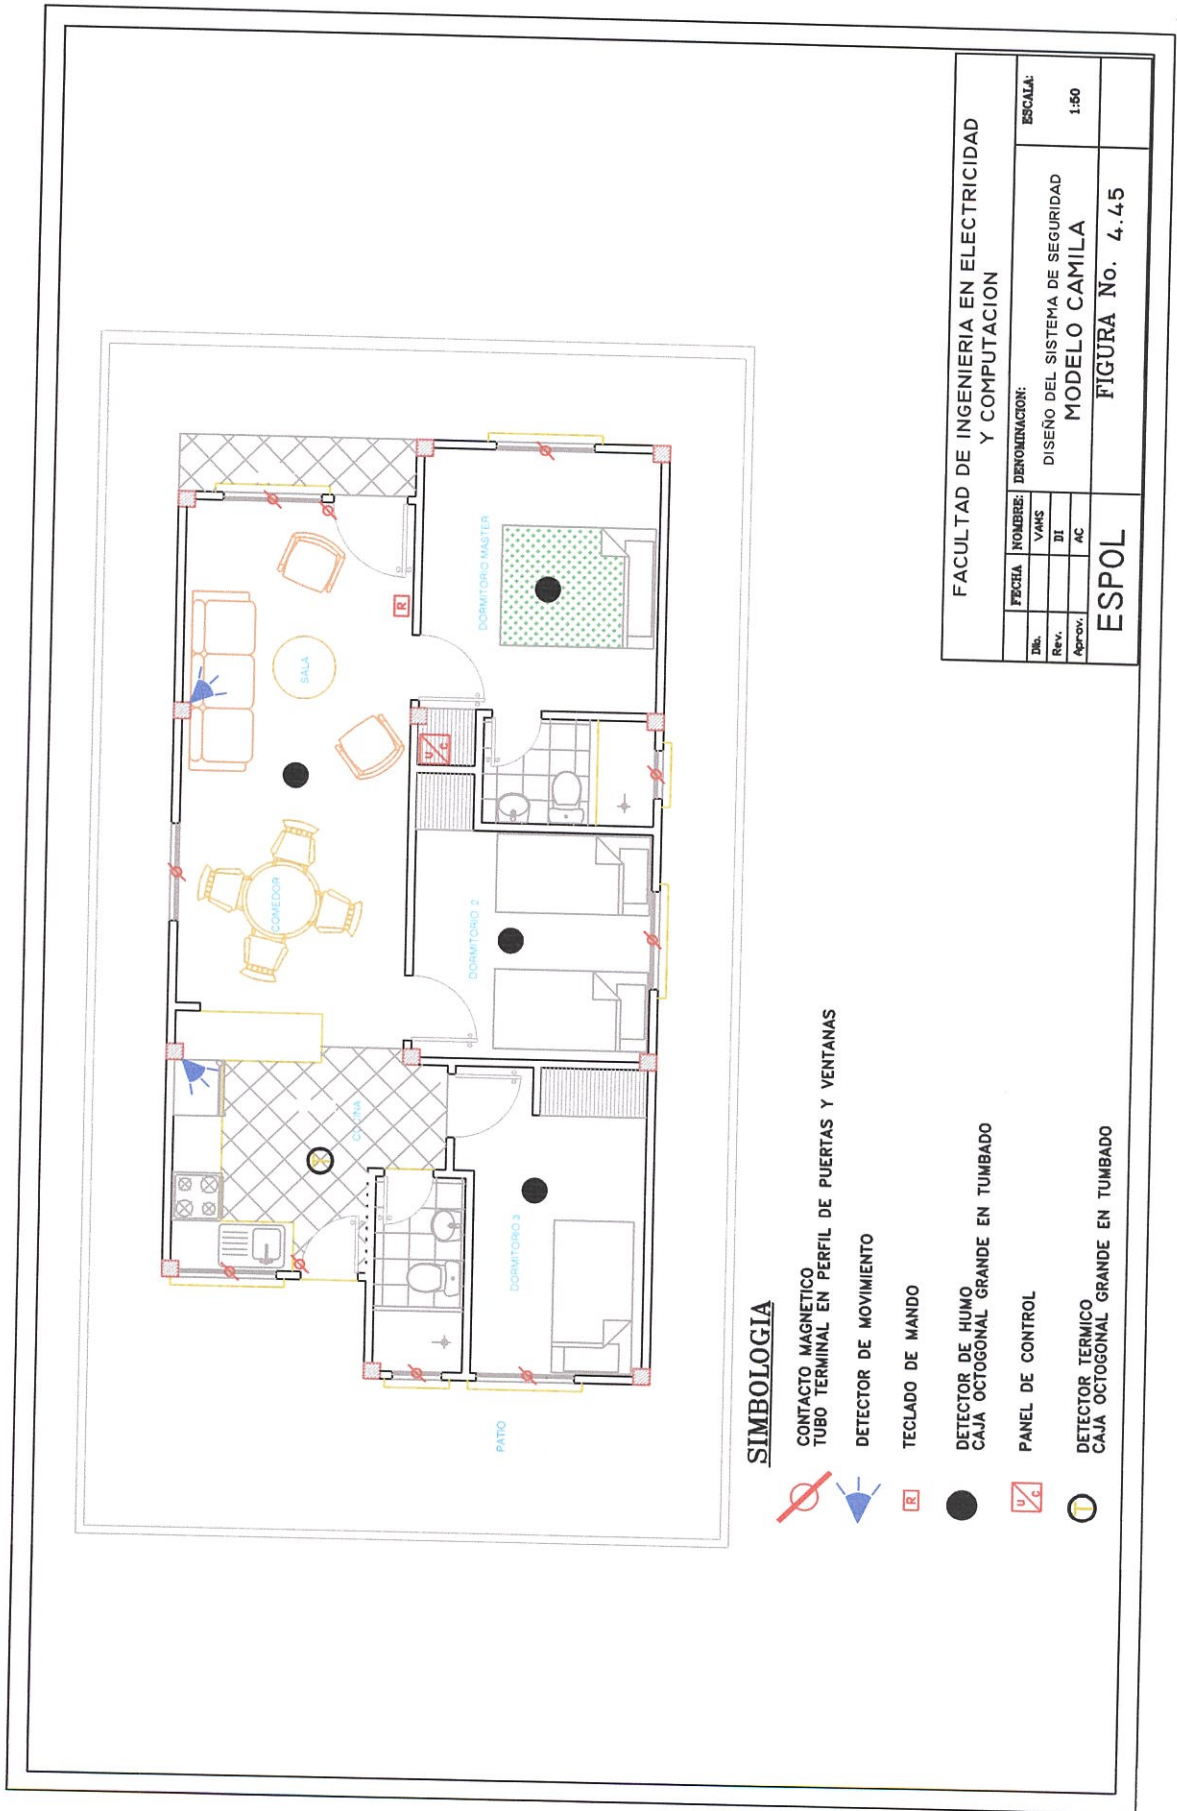 SALA
COMEDOR
COCINA
DORMITORIO MASTER
DORMITORIO 2
DORMITORIO 3
PATIO
R
U/C
T
SIMBOLOGIA
CONTACTO MAGNETICO
TUBO TERMINAL EN PERFIL DE PUERTAS Y VENTANAS
DETECTOR DE MOVIMIENTO
R
TECLADO DE MANDO
DETECTOR DE HUMO
CAJA OCTOGONAL GRANDE EN TUMBADO
U/C
PANEL DE CONTROL
T
DETECTOR TERMICO
CAJA OCTOGONAL GRANDE EN TUMBADO
FACULTAD DE INGENIERIA EN ELECTRICIDAD
Y COMPUTACION
FECHA NOMBRE: DENOMINACION: ESCALA:
Dib. VAMS
Rev. DI
Aprov. AC
DISEÑO DEL SISTEMA DE SEGURIDAD
MODELO CAMILA
1:50
ESPOL
FIGURA No. 4.45